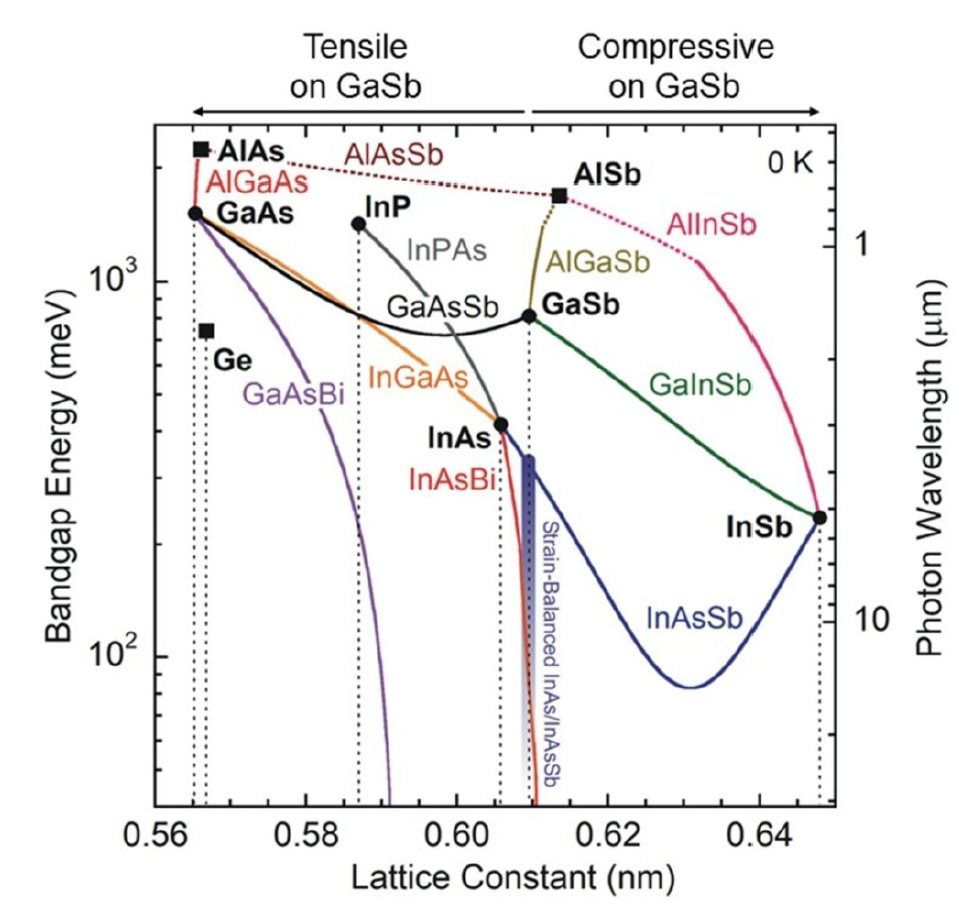 Tensile
on GaSb
Compressive
on GaSb
AlAs
AlAsSb
0 K
AlGaAs
AlSb
GaAs
InP
AlInSb
1
InPAs
AlGaSb
10³
GaAsSb
GaSb
Ge
InGaAs
GaInSb
GaAsBi
InAs
InAsBi
InSb
Strain-Balanced InAs/InAsSb
InAsSb
10
10²
Bandgap Energy (meV)
Photon Wavelength (μm)
0.56
0.58
0.60
0.62
0.64
Lattice Constant (nm)